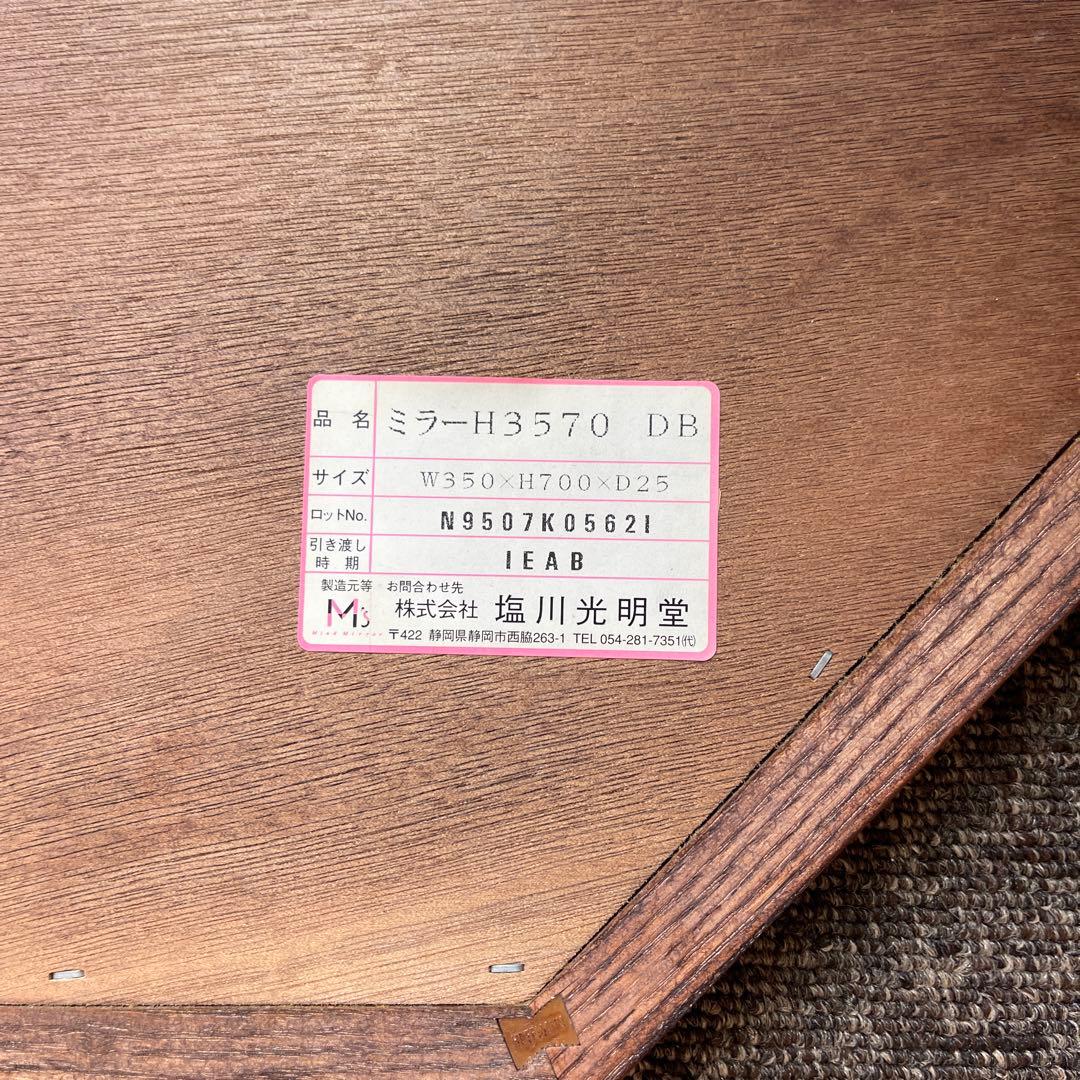 品 名 ミラーH3570 DB
サイズ W350×H700×D25
ロットNo. N9507K05621
引き渡し
時 期 IEAB
製造元等 お問合わせ先
M's 株式会社 塩川光明堂
Mind Mirror 〒422 静岡県静岡市西脇263-1 TEL 054-281-7351㈹